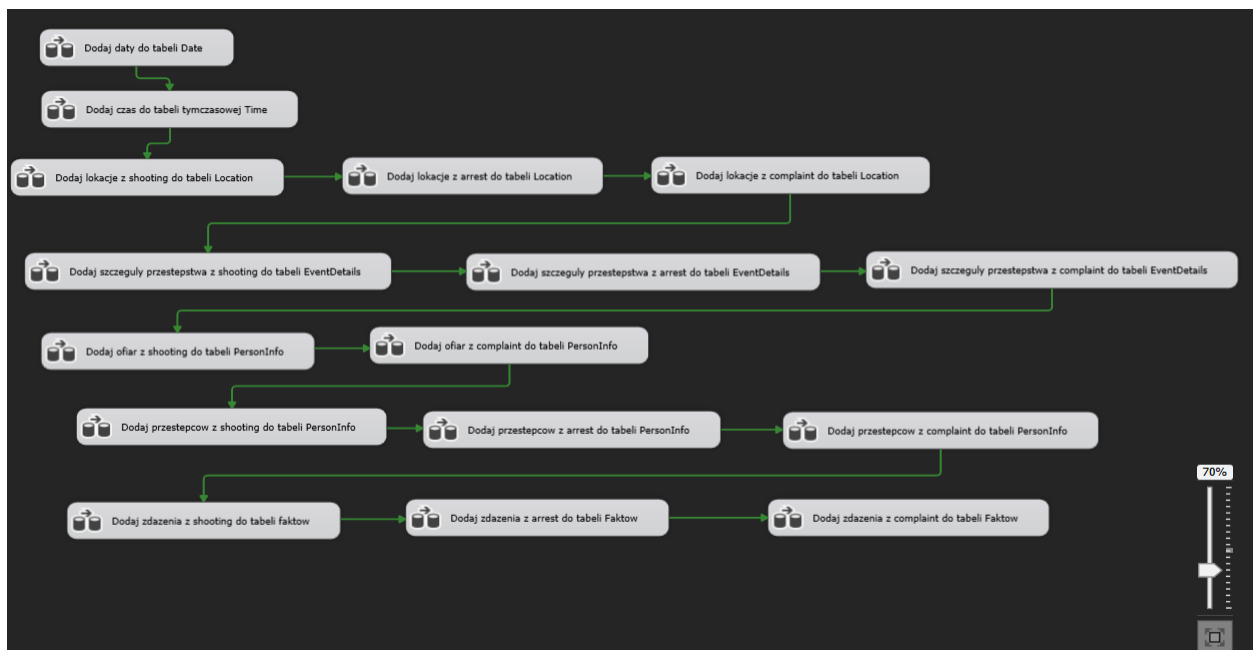 Dodaj daty do tabeli Date
Dodaj czas do tabeli tymczasowej Time
Dodaj lokacje z shooting do tabeli Location
Dodaj lokacje z arrest do tabeli Location
Dodaj lokacje z complaint do tabeli Location
Dodaj szczeguly przestepstwa z shooting do tabeli EventDetails
Dodaj szczeguly przestepstwa z arrest do tabeli EventDetails
Dodaj szczeguly przestepstwa z complaint do tabeli EventDetails
Dodaj ofiar z shooting do tabeli PersonInfo
Dodaj ofiar z complaint do tabeli PersonInfo
Dodaj przestepcow z shooting do tabeli PersonInfo
Dodaj przestepcow z arrest do tabeli PersonInfo
Dodaj przestepcow z complaint do tabeli PersonInfo
70%
Dodaj zdazenia z shooting do tabeli faktow
Dodaj zdazenia z arrest do tabeli Faktow
Dodaj zdazenia z complaint do tabeli Faktow